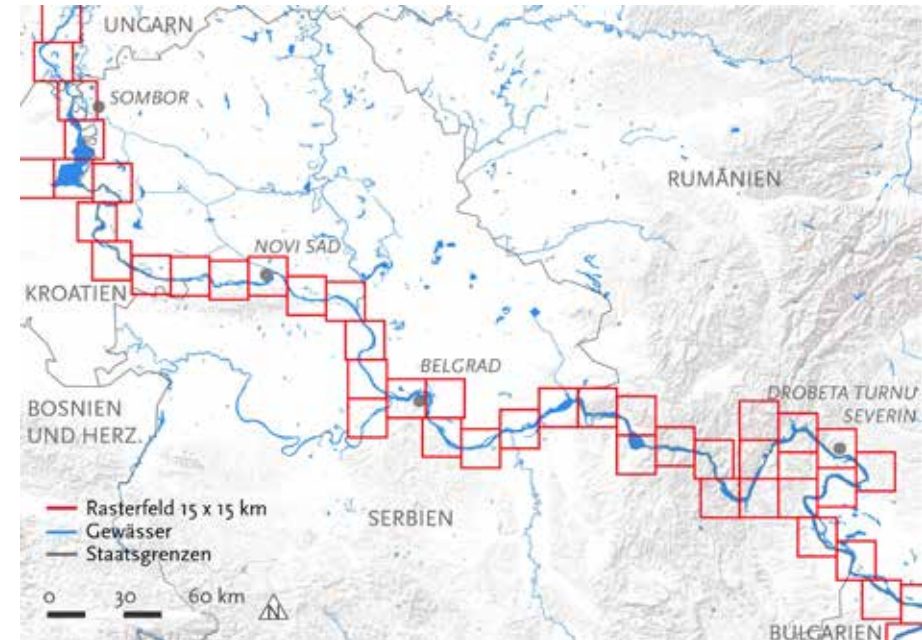 UNGARN
SOMBOR
RUMÄNIEN
NOVI SAD
KROATIEN
BELGRAD
DROBETA TURNU
SEVERIN
BOSNIEN
UND HERZ.
Rasterfeld 15 x 15 km
Gewässer
Staatsgrenzen
SERBIEN
0 30 60 km
N
BULGARIEN